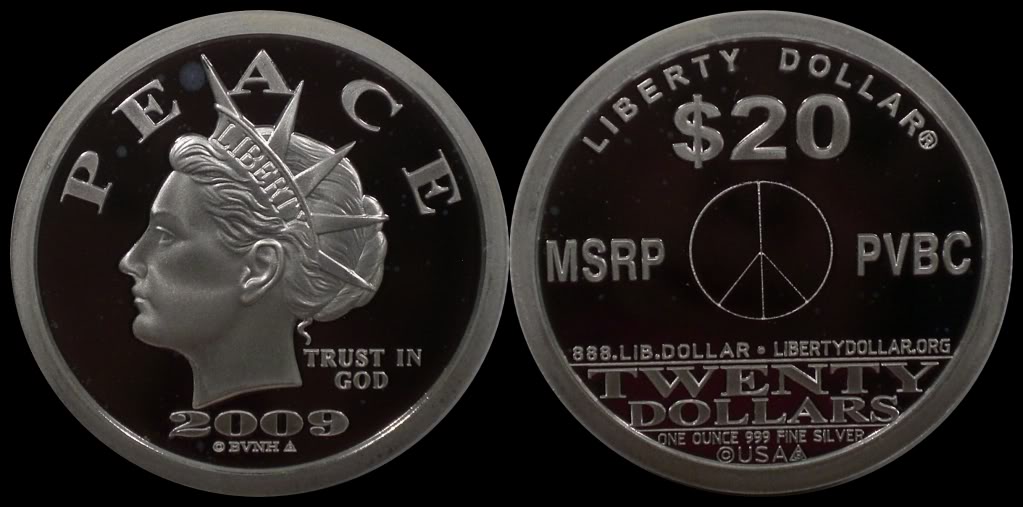 PEACE
LIBERTY
TRUST IN
GOD
2009
© BVNH
LIBERTY DOLLAR®
$20
MSRP
PVBC
888.LIB.DOLLAR • LIBERTYDOLLAR.ORG
TWENTY
DOLLARS
ONE OUNCE 999 FINE SILVER
©USA